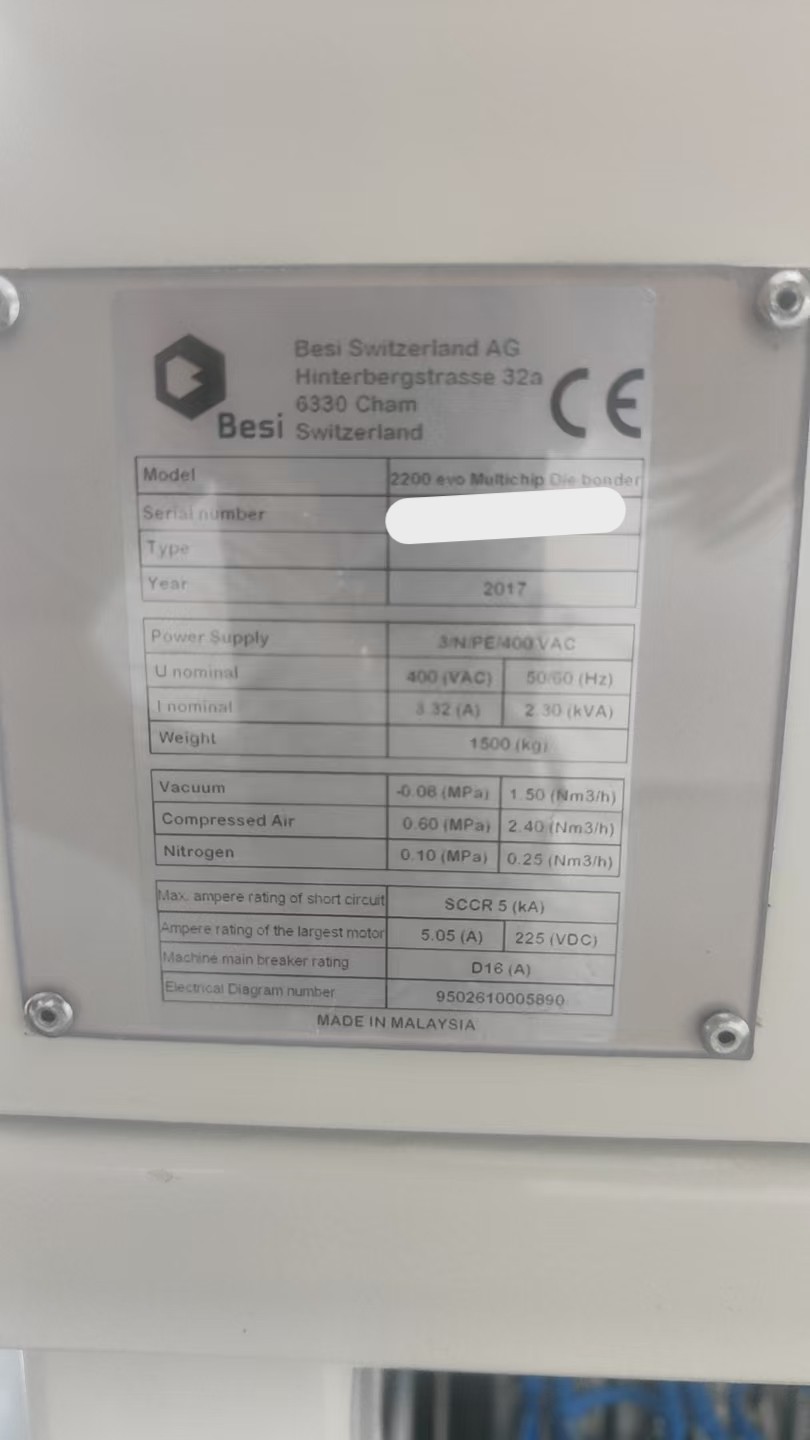 Besi
Besi Switzerland AG
Hinterbergstrasse 32a
6330 Cham
Switzerland
CE
Model 2200 evo Multichip Die bonder
Serial number
Type
Year 2017
Power Supply 3/N/PE/400 VAC
U nominal 400 (VAC) 50/60 (Hz)
I nominal 3.32 (A) 2.30 (kVA)
Weight 1500 (kg)
Vacuum -0.08 (MPa) 1.50 (Nm3/h)
Compressed Air 0.60 (MPa) 2.40 (Nm3/h)
Nitrogen 0.10 (MPa) 0.25 (Nm3/h)
Max. ampere rating of short circuit SCCR 5 (kA)
Ampere rating of the largest motor 5.05 (A) 225 (VDC)
Machine main breaker rating D16 (A)
Electrical Diagram number 9502610005890
MADE IN MALAYSIA